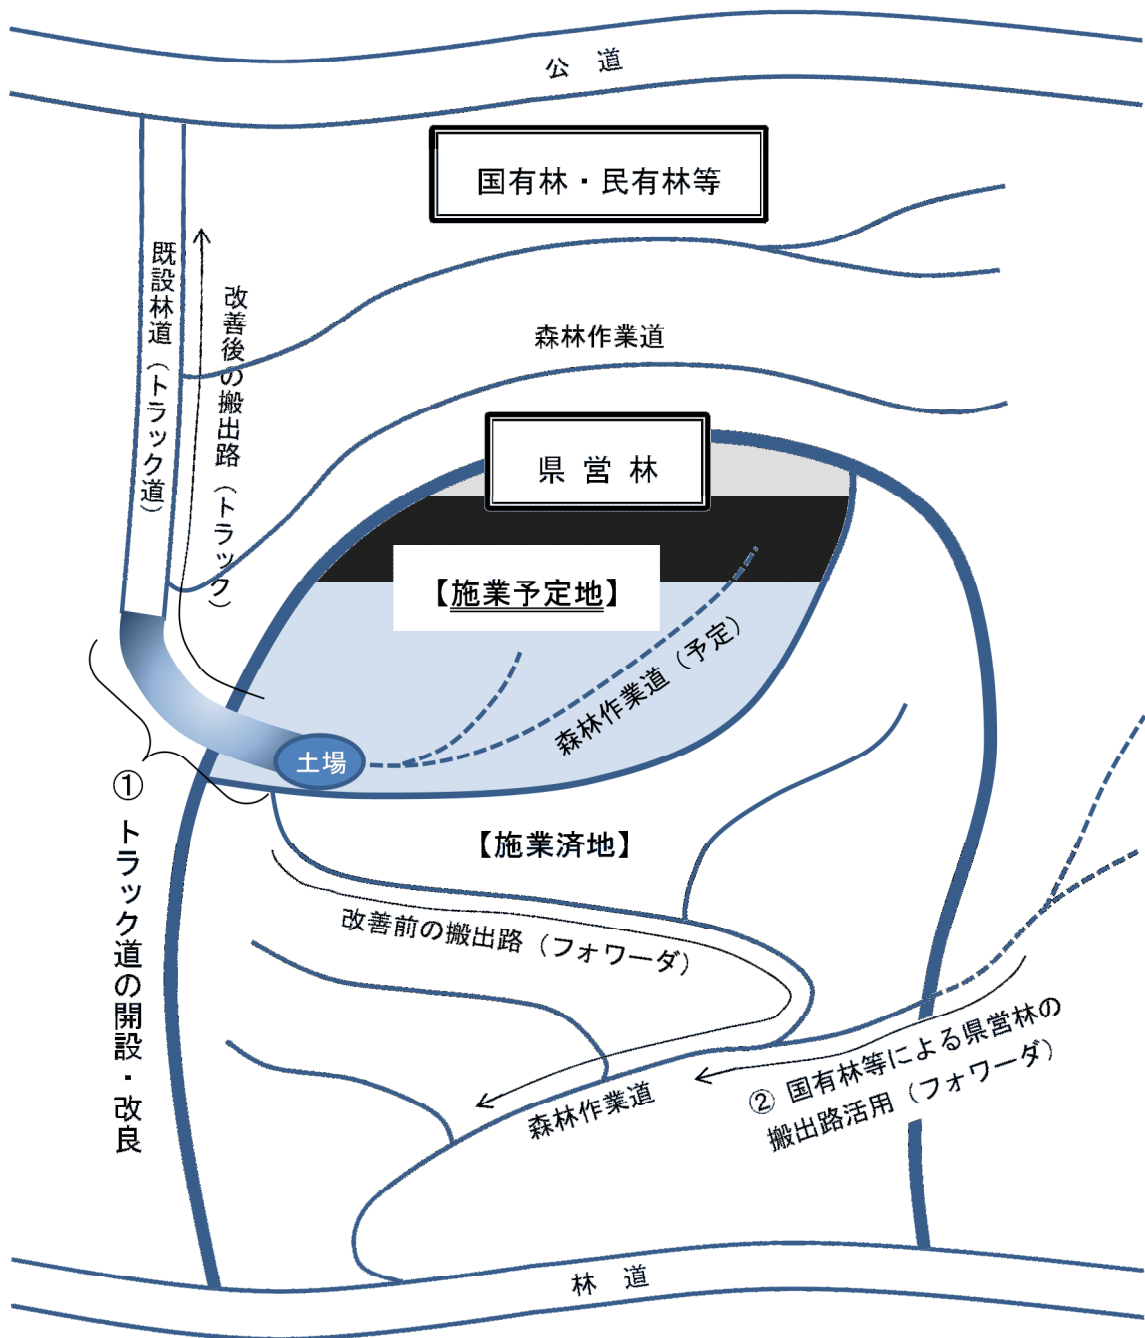 公 道
国有林・民有林等
既設林道（トラック道）
改善後の搬出路（トラック）
森林作業道
県 営 林
【施業予定地】
森林作業道（予定）
土場
① トラック道の開設・改良
【施業済地】
改善前の搬出路（フォワーダ）
② 国有林等による県営林の
搬出路活用（フォワーダ）
森林作業道
林 道